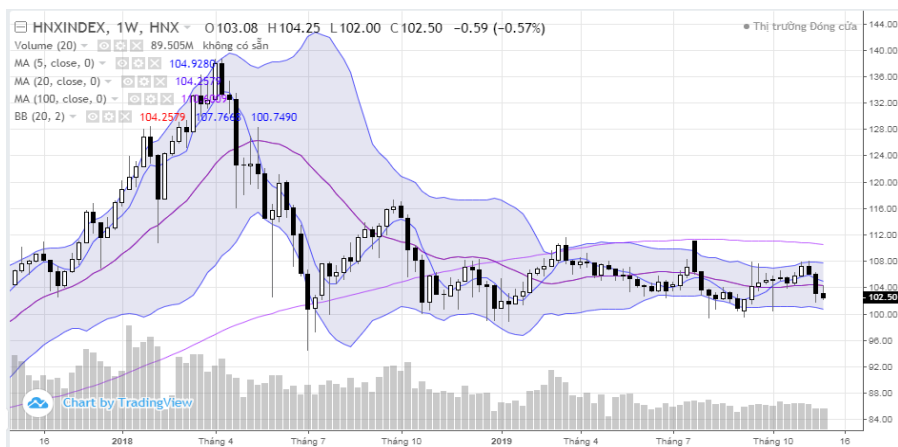 HNXINDEX, 1W, HNX O103.08 H104.25 L102.00 C102.50 −0.59 (−0.57%)
Thị trường Đóng cửa
Volume (20) 89.505M không có sẵn
MA (5, close, 0) 104.9280
MA (20, close, 0) 104.2579
MA (100, close, 0)
BB (20, 2) 104.2579 107.7668 100.7490
144.00
140.00
136.00
132.00
128.00
124.00
120.00
116.00
112.00
108.00
104.00
102.50
100.00
96.00
92.00
88.00
84.00
Chart by TradingView
16 2018 Tháng 4 Tháng 7 Tháng 10 2019 Tháng 4 Tháng 7 Tháng 10 16